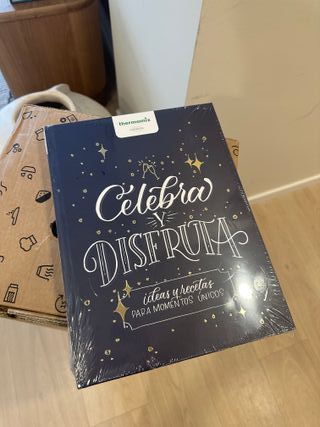 thermomix
Celebra
Y
DISFRUTA
ideas y recetas
PARA MOMENTOS ÚNICOS